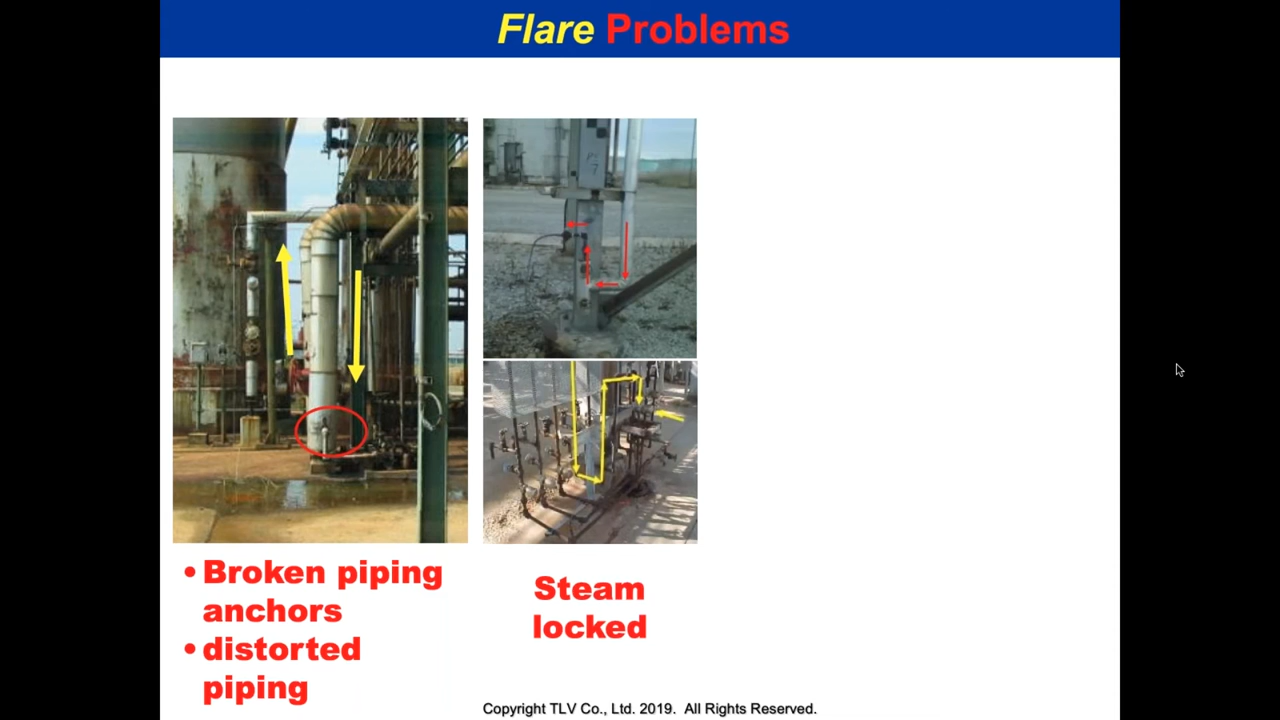 Flare Problems
• Broken piping
anchors
• distorted
piping
Steam
locked
Copyright TLV Co., Ltd. 2019. All Rights Reserved.